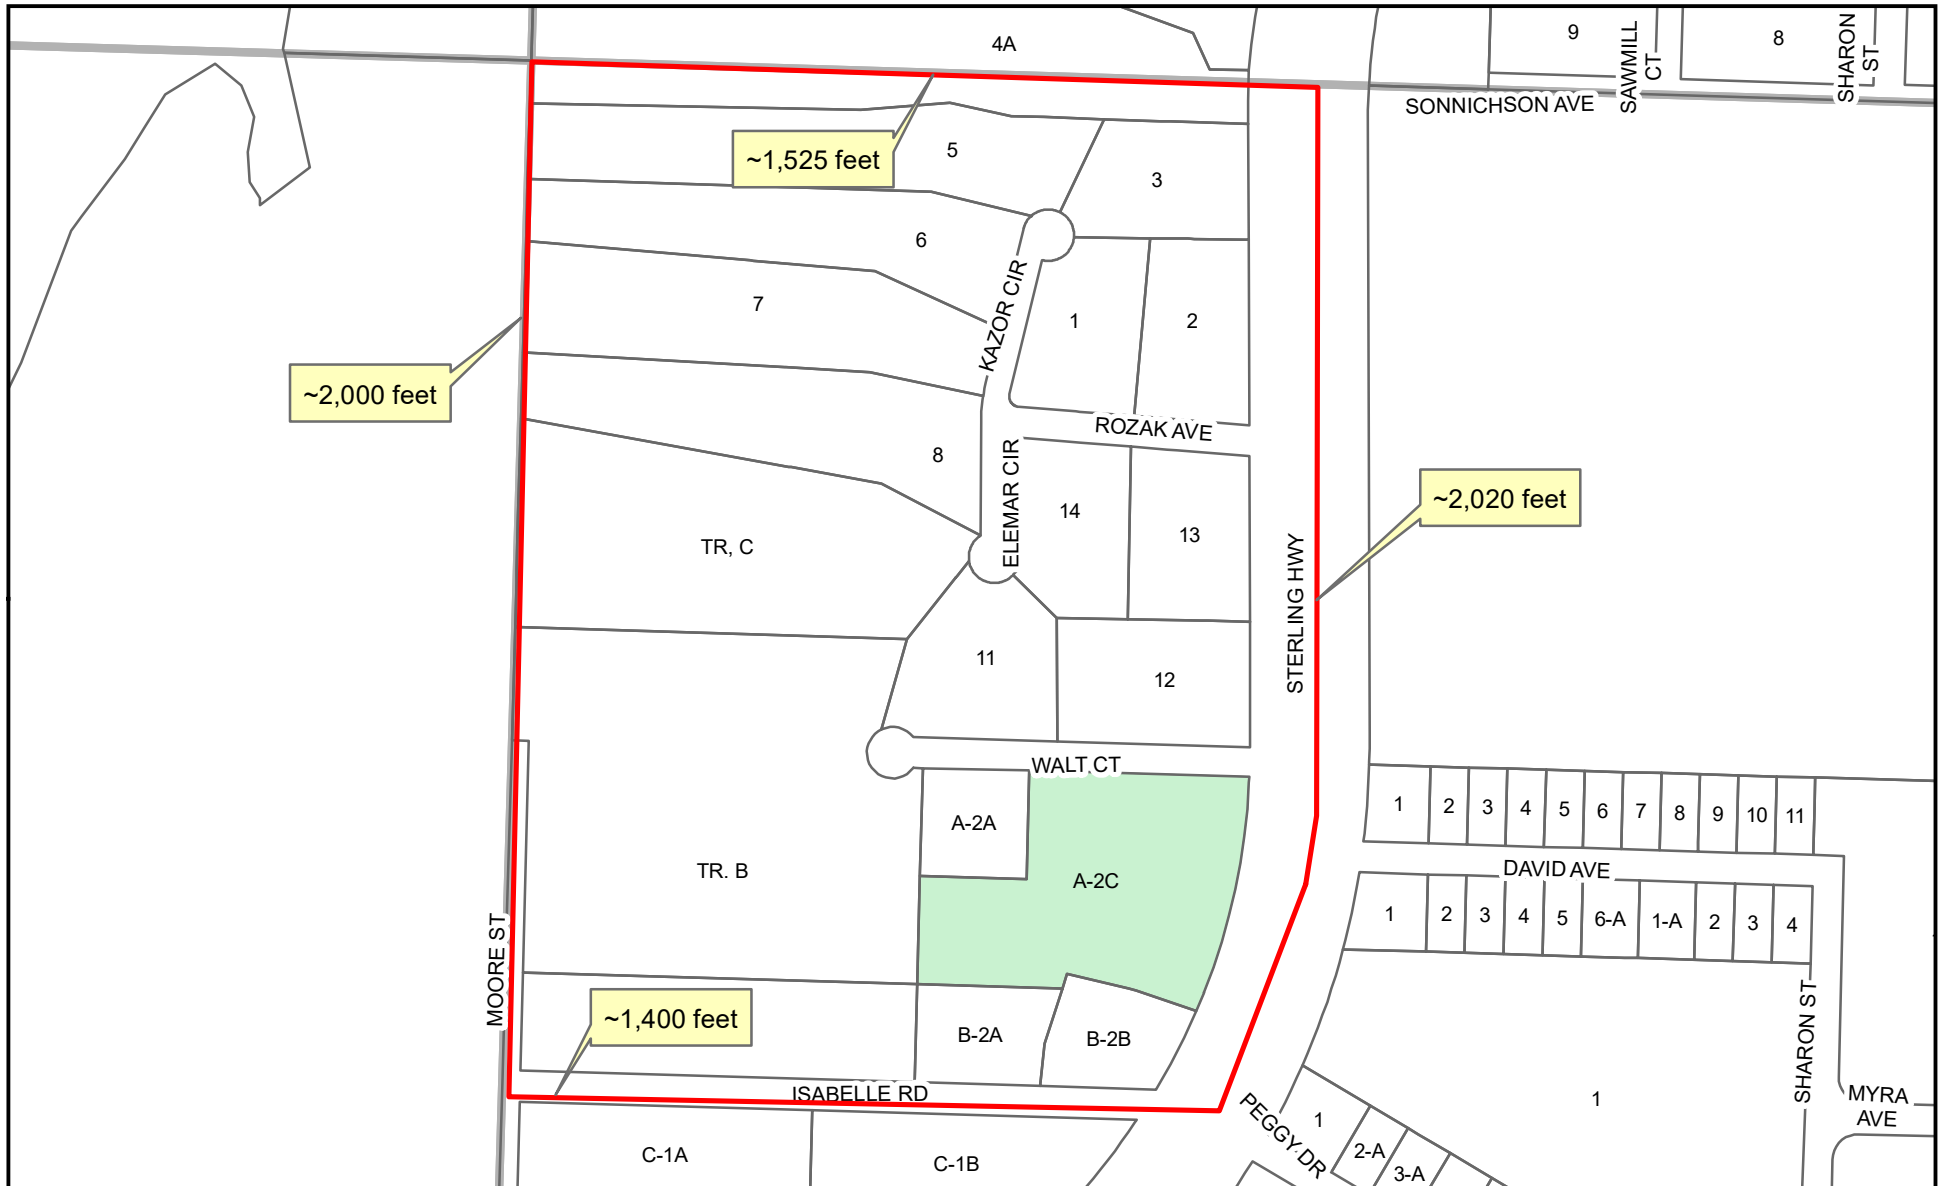 4A
9
SAWMILL
CT
8
SHARON
ST
SONNICHSON AVE
~1,525 feet
5
3
6
KAZOR CIR
7
1
2
~2,000 feet
ROZAK AVE
8
ELEMAR CIR
14
13
~2,020 feet
TR, C
STERLING HWY
11
12
WALT CT
A-2A
TR. B
A-2C
1
2
3
4
5
6
7
8
9
10
11
DAVID AVE
1
2
3
4
5
6-A
1-A
2
3
4
MOORE ST
~1,400 feet
B-2A
B-2B
SHARON ST
ISABELLE RD
PEGGY DR
1
1
MYRA
AVE
C-1A
C-1B
2-A
3-A